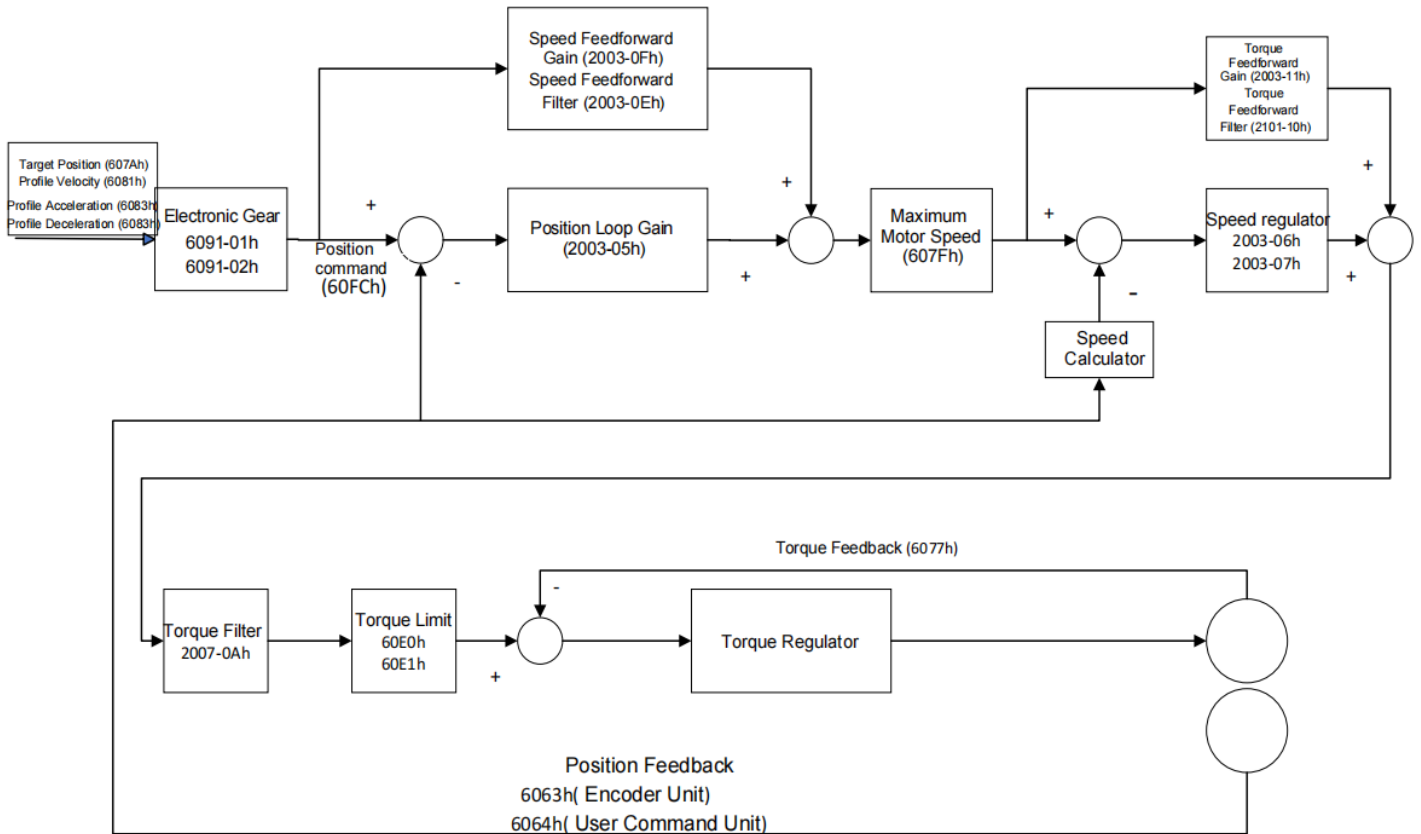 Speed Feedforward
Gain (2003-0Fh)
Speed Feedforward
Filter (2003-0Eh)
Torque
Feedforward
Gain (2003-11h)
Torque
Feedforward
Filter (2101-10h)
Target Position (607Ah)
Profile Velocity (6081h)
Profile Acceleration (6083h)
Profile Deceleration (6083h)
Electronic Gear
6091-01h
6091-02h
Position
command
(60FCh)
+
-
Position Loop Gain
(2003-05h)
+
+
Maximum
Motor Speed
(607Fh)
+
-
Speed
Calculator
Speed regulator
2003-06h
2003-07h
+
+
Torque Feedback (6077h)
Torque Filter
2007-0Ah
Torque Limit
60E0h
60E1h
-
+
Torque Regulator
Position Feedback
6063h( Encoder Unit)
6064h( User Command Unit)